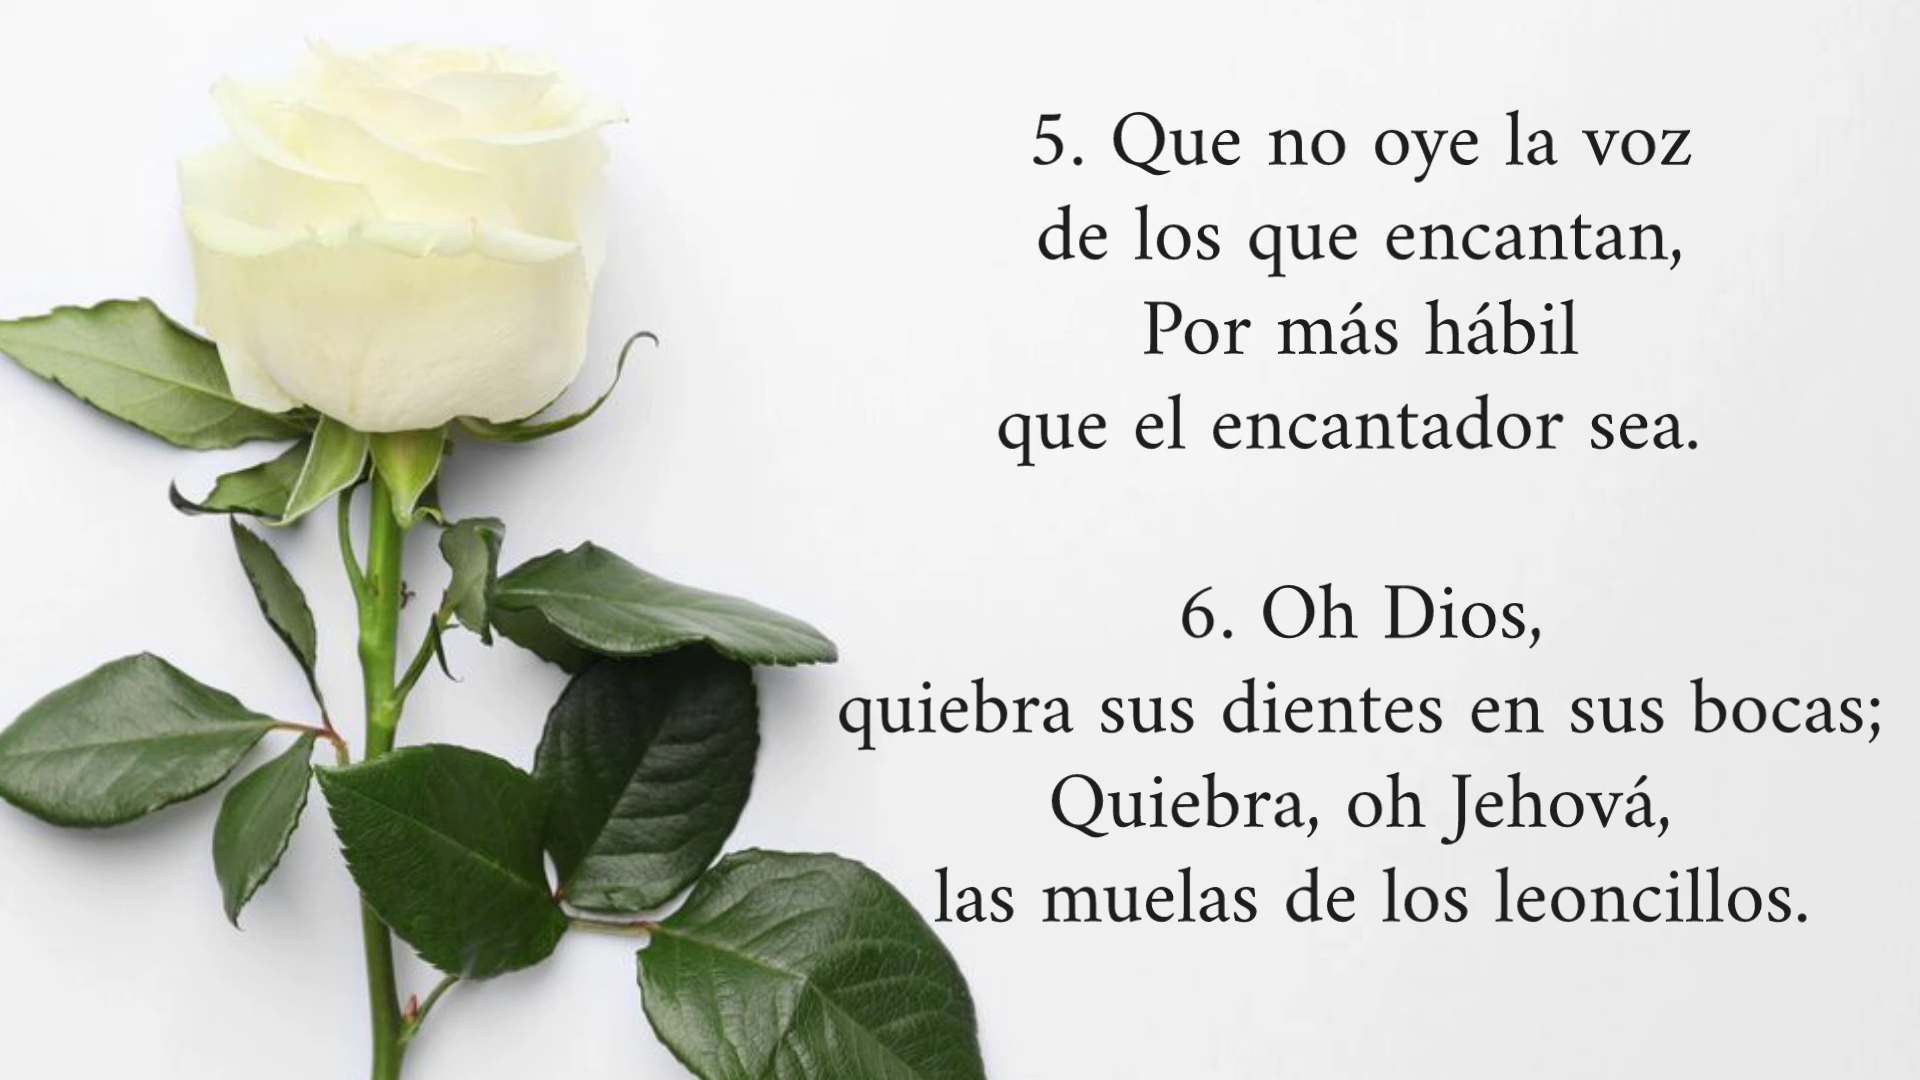 5. Que no oye la voz
de los que encantan,
Por más hábil
que el encantador sea.
6. Oh Dios,
quiebra sus dientes en sus bocas;
Quiebra, oh Jehová,
las muelas de los leoncillos.